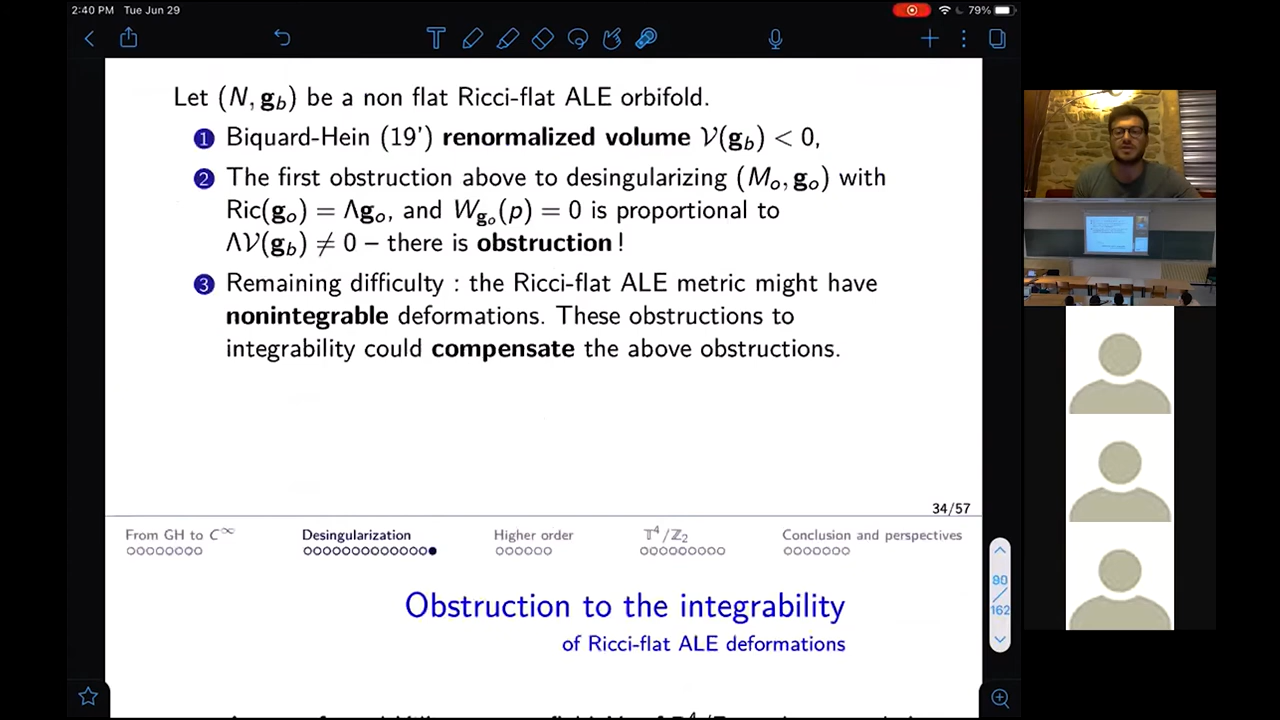 2:40 PM Tue Jun 29
79%
Let (N, g_b) be a non flat Ricci-flat ALE orbifold.
1 Biquard-Hein (19') renormalized volume 𝒱(g_b) < 0,
2 The first obstruction above to desingularizing (M_o, g_o) with
Ric(g_o) = Λg_o, and W_{g_o}(p) = 0 is proportional to
Λ𝒱(g_b) ≠ 0 – there is obstruction !
3 Remaining difficulty : the Ricci-flat ALE metric might have
nonintegrable deformations. These obstructions to
integrability could compensate the above obstructions.
34/57
From GH to C^∞ Desingularization Higher order 𝕋^4/ℤ_2 Conclusion and perspectives
90
/
162
Obstruction to the integrability
of Ricci-flat ALE deformations